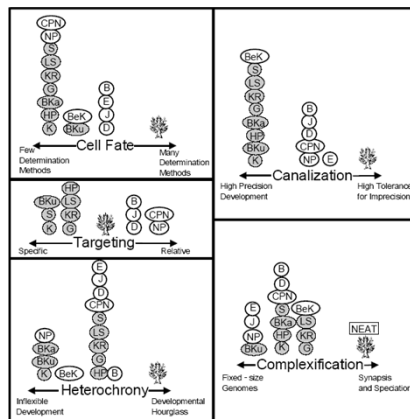 CPN
NP
S
LS
KR
G
BKa
HP
K
BeK
BKu
B
E
J
D
Cell Fate
Few
Determination
Methods
Many
Determination
Methods
BeK
S
LS
KR
G
BKa
HP
BKu
K
B
J
D
CPN
NP
E
Canalization
High Precision
Development
High Tolerance
for Imprecision
BKu
S
K
HP
LS
KR
G
B
J
D
CPN
NP
Targeting
Specific
Relative
NP
BKa
BKu
K
BeK
E
J
D
CPN
S
LS
KR
G
HP
B
Heterochrony
Inflexible
Development
Developmental
Hourglass
E
J
NP
BKu
B
D
CPN
S
BKa
HP
K
BeK
LS
KR
G
NEAT
Complexification
Fixed - size
Genomes
Synapsis
and Speciation